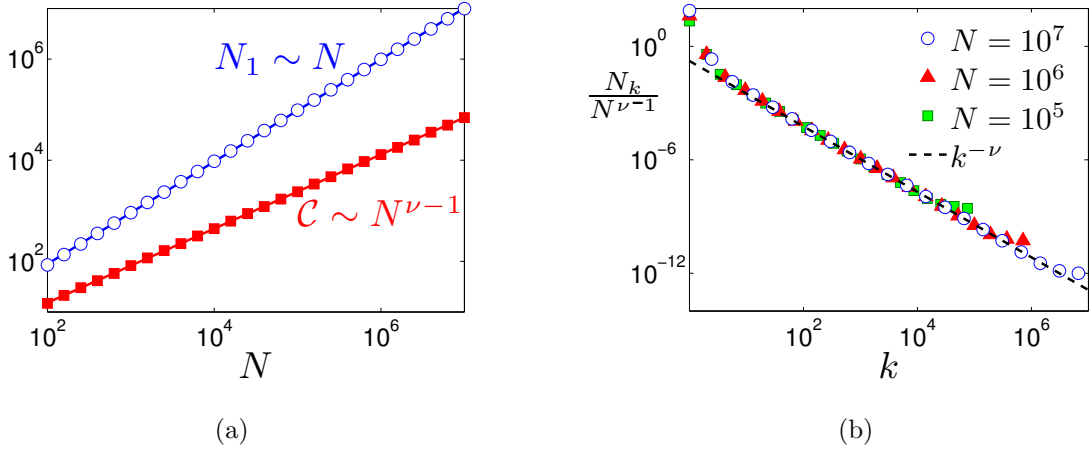 10^6
10^4
10^2
N_1 ∼ N
𝒞 ∼ N^{ν−1}
10^2 10^4 10^6
N
(a)
10^0
10^{−6}
10^{−12}
N_k / N^{ν−1}
N = 10^7
N = 10^6
N = 10^5
k^{−ν}
10^2 10^4 10^6
k
(b)